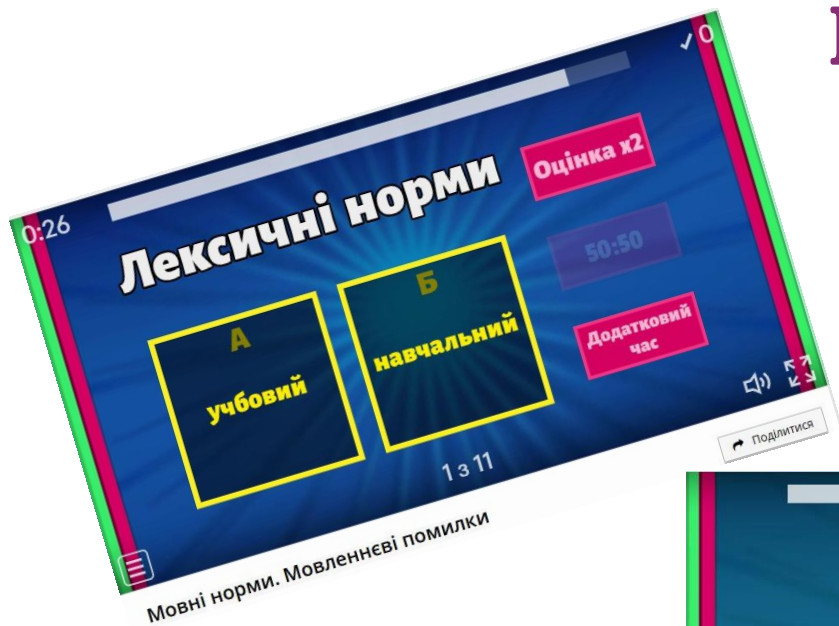 0:26
✓ 0
Лексичні норми
Оцінка x2
50:50
Додатковий
час
А
учбовий
Б
навчальний
1 з 11
Поділитися
Мовні норми. Мовленнєві помилки